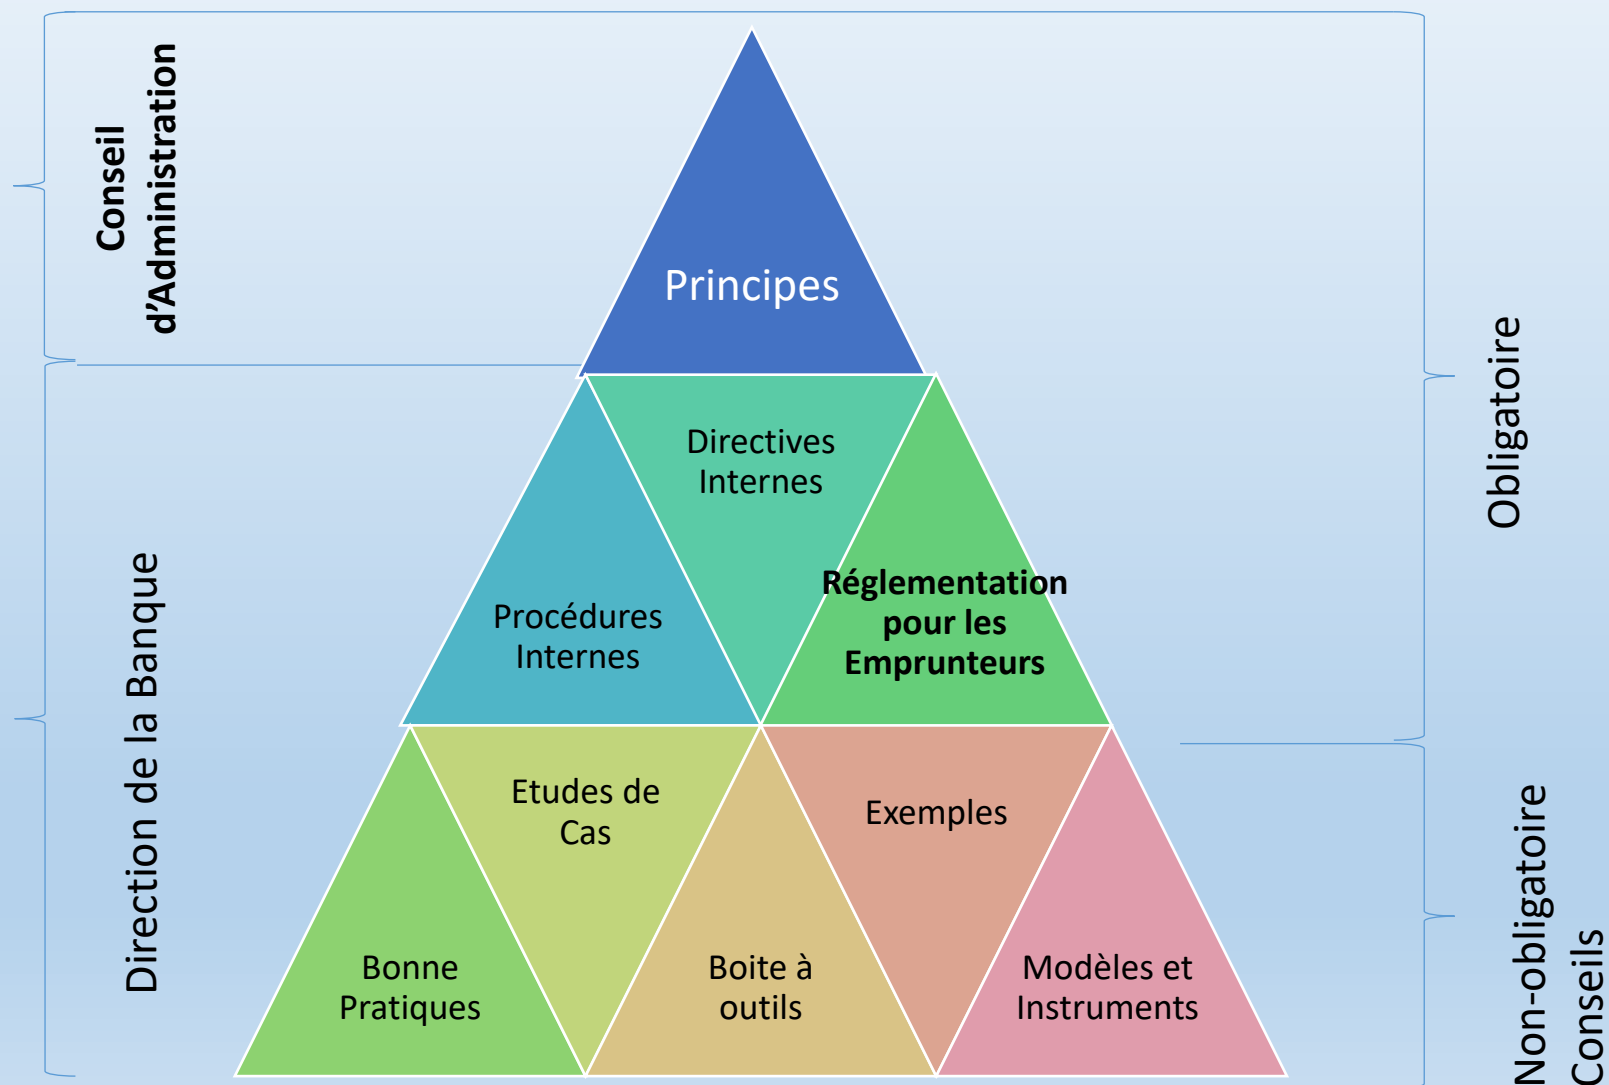 Conseil
d'Administration
Principes
Obligatoire
Directives
Internes
Procédures
Internes
Réglementation
pour les
Emprunteurs
Direction de la Banque
Etudes de
Cas
Exemples
Bonne
Pratiques
Boite à
outils
Modèles et
Instruments
Non-obligatoire
Conseils